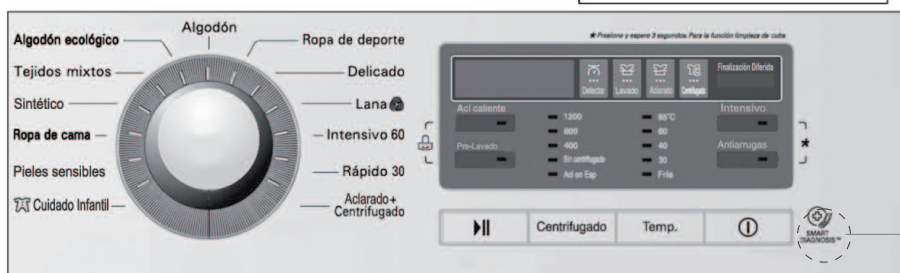 Algodón
Algodón ecológico
Tejidos mixtos
Sintético
Ropa de cama
Pieles sensibles
Cuidado Infantil
Ropa de deporte
Delicado
Lana
Intensivo 60
Rápido 30
Aclarado+
Centrifugado
* Presione y espere 3 segundos Para la función limpieza de cuba
Detectar
Lavado
Aclarado
Centrifugado
Finalización Diferida
Acl caliente
Pre-Lavado
1200
800
400
Sin centrifugado
Acl en Esp
95°C
60
40
30
Fría
Intensivo
Antiarrugas
*
Centrifugado
Temp.
SMART
DIAGNOSIS™